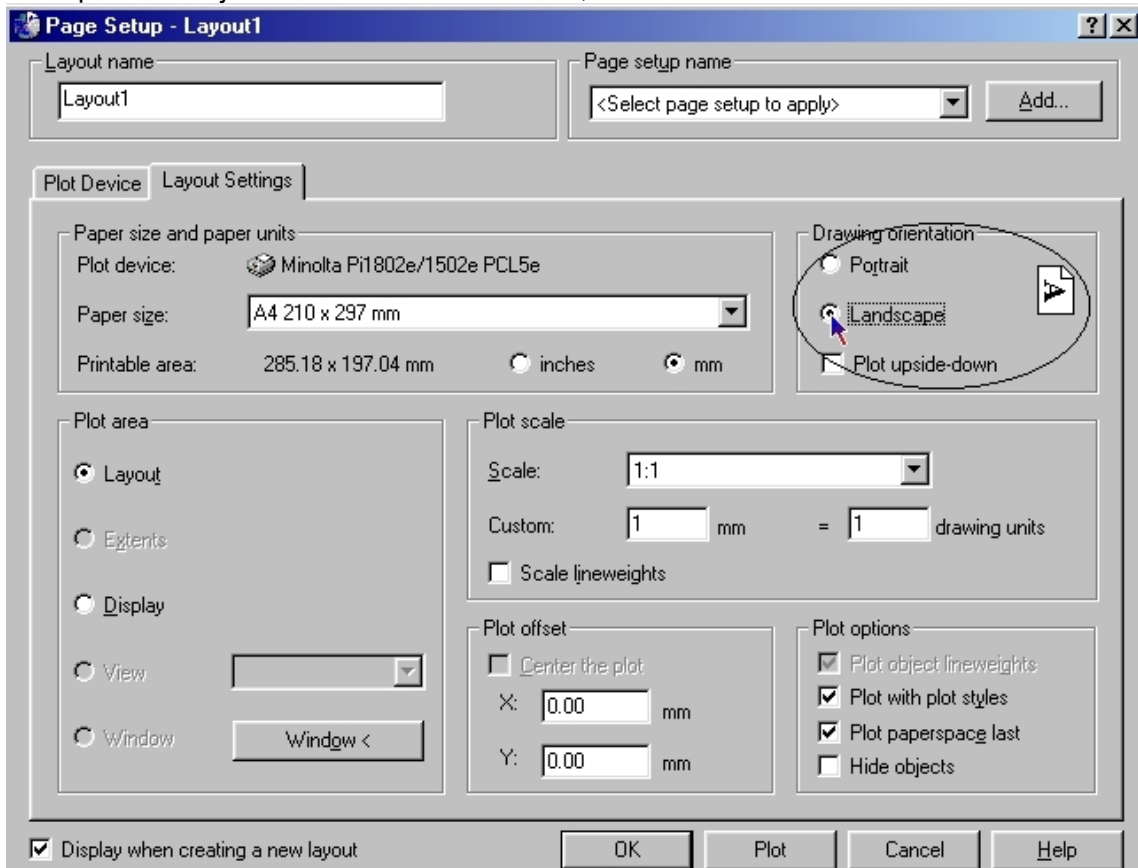 Page Setup - Layout1
Layout name
Page setup name
Layout1
<Select page setup to apply>
Add...
Plot Device
Layout Settings
Paper size and paper units
Plot device:
Minolta Pi1802e/1502e PCL5e
Paper size:
A4 210 x 297 mm
Printable area:
285.18 x 197.04 mm
inches
mm
Drawing orientation
Portrait
A
Landscape
Plot upside-down
Plot area
Layout
Extents
Display
View
Window
Window <
Plot scale
Scale:
1:1
Custom:
1
mm
=
1
drawing units
Scale lineweights
Plot offset
Center the plot
X:
0.00
mm
Y:
0.00
mm
Plot options
Plot object lineweights
Plot with plot styles
Plot paperspace last
Hide objects
Display when creating a new layout
OK
Plot
Cancel
Help